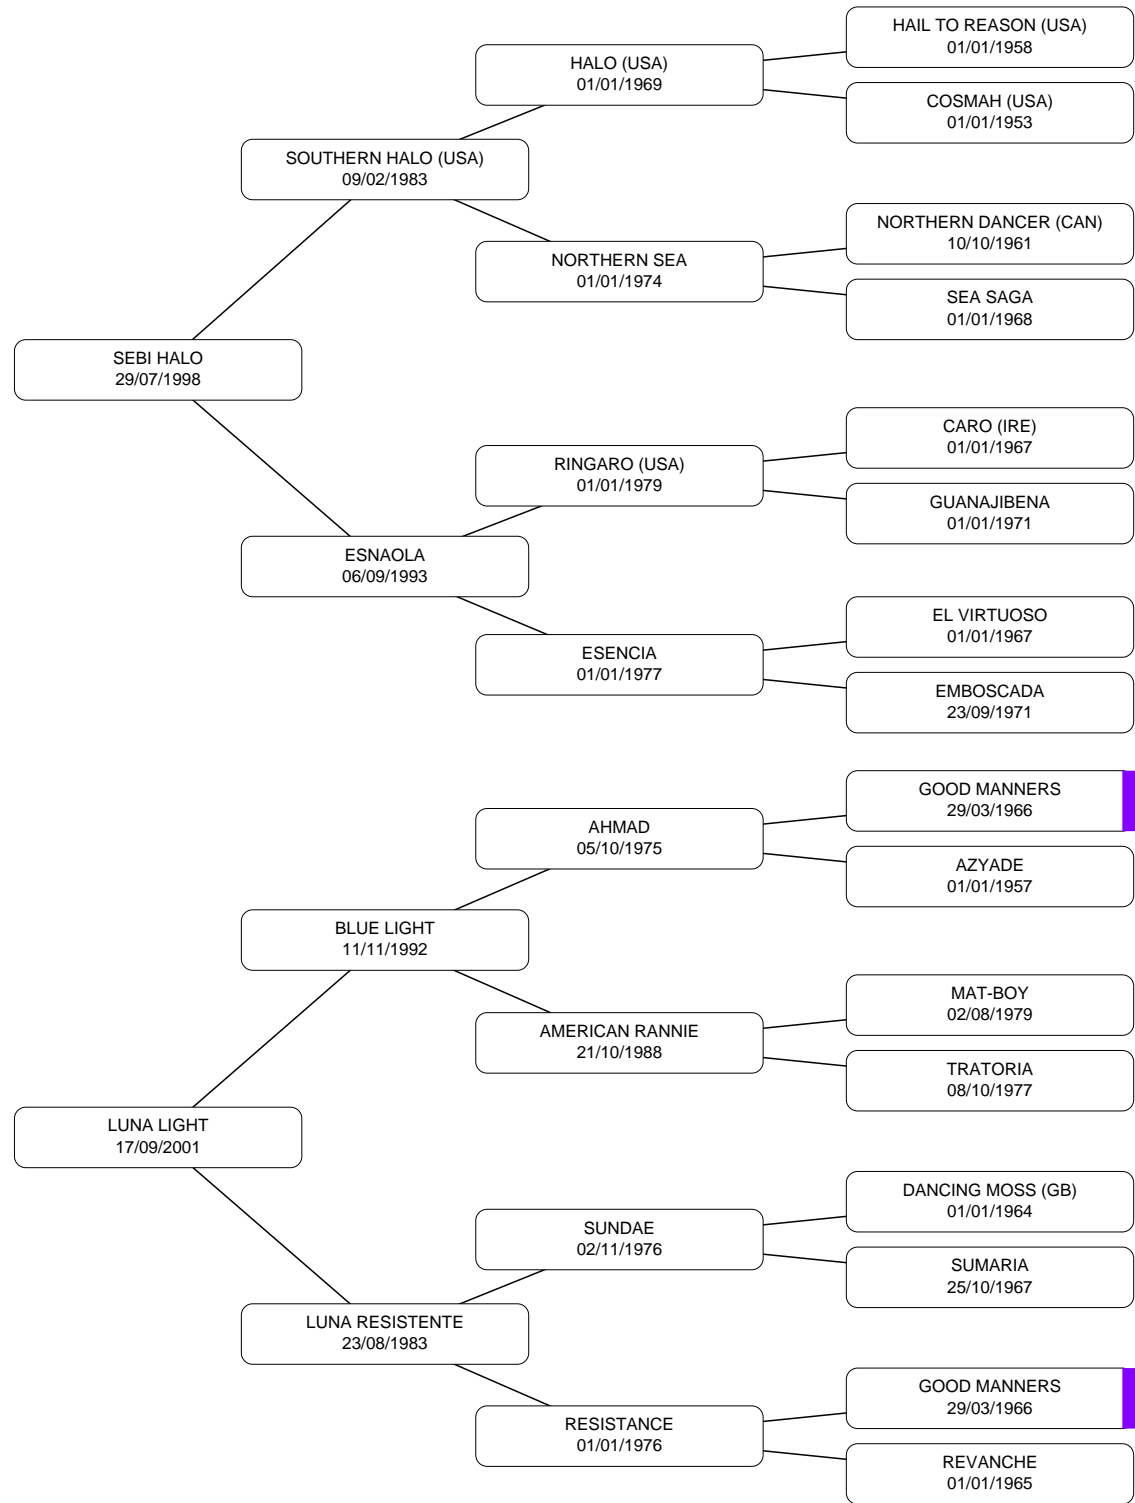 HAIL TO REASON (USA)
01/01/1958
HALO (USA)
01/01/1969
COSMAH (USA)
01/01/1953
SOUTHERN HALO (USA)
09/02/1983
NORTHERN DANCER (CAN)
10/10/1961
NORTHERN SEA
01/01/1974
SEA SAGA
01/01/1968
SEBI HALO
29/07/1998
CARO (IRE)
01/01/1967
RINGARO (USA)
01/01/1979
GUANAJIBENA
01/01/1971
ESNAOLA
06/09/1993
EL VIRTUOSO
01/01/1967
ESENCIA
01/01/1977
EMBOSCADA
23/09/1971
GOOD MANNERS
29/03/1966
AHMAD
05/10/1975
AZYADE
01/01/1957
BLUE LIGHT
11/11/1992
MAT-BOY
02/08/1979
AMERICAN RANNIE
21/10/1988
TRATORIA
08/10/1977
LUNA LIGHT
17/09/2001
DANCING MOSS (GB)
01/01/1964
SUNDAE
02/11/1976
SUMARIA
25/10/1967
LUNA RESISTENTE
23/08/1983
GOOD MANNERS
29/03/1966
RESISTANCE
01/01/1976
REVANCHE
01/01/1965